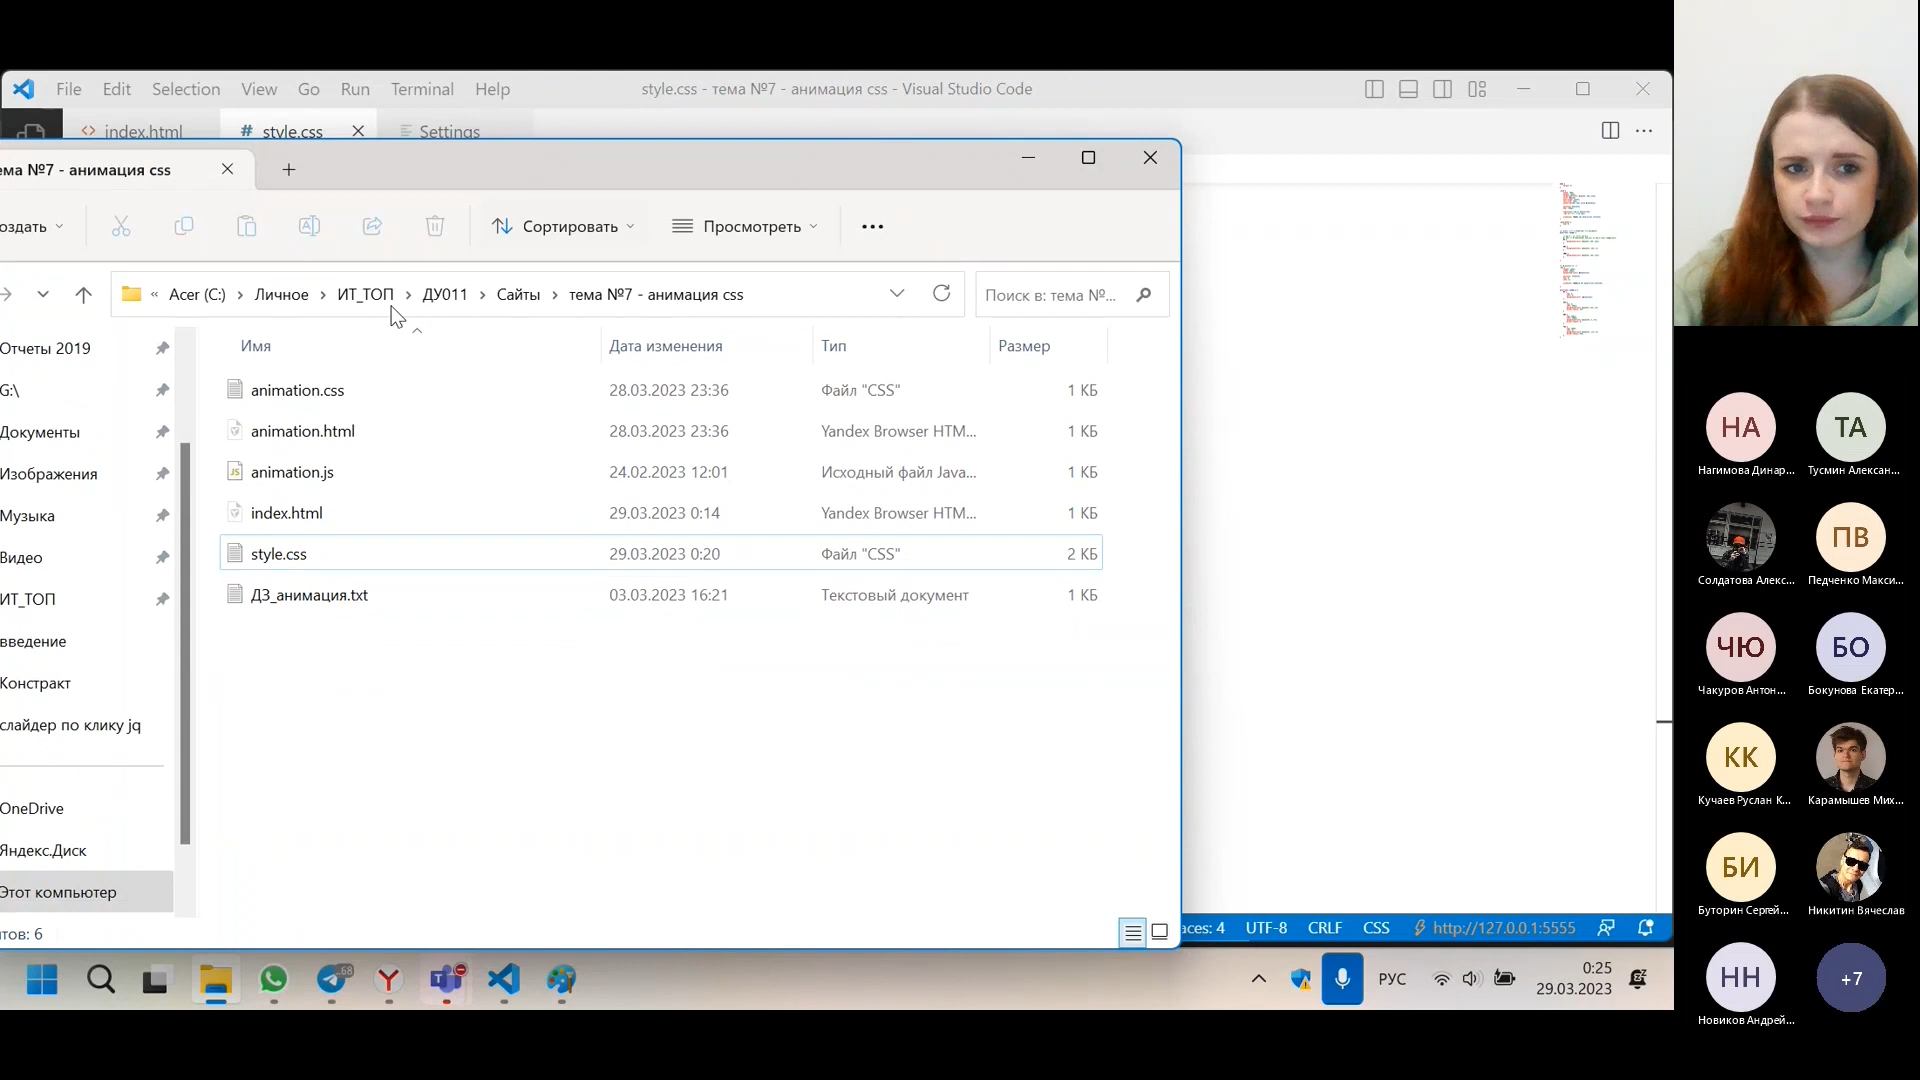 File Edit Selection View Go Run Terminal Help
style.css - тема №7 - анимация css - Visual Studio Code
index.html
# style.css
Settings
ема №7 - анимация css
оздать
Сортировать
Просмотреть
« Acer (C:) › Личное › ИТ_ТОП › ДУ011 › Сайты › тема №7 - анимация css
Поиск в: тема №...
Имя Дата изменения Тип Размер
animation.css 28.03.2023 23:36 Файл "CSS" 1 КБ
animation.html 28.03.2023 23:36 Yandex Browser HTM... 1 КБ
animation.js 24.02.2023 12:01 Исходный файл Java... 1 КБ
index.html 29.03.2023 0:14 Yandex Browser HTM... 1 КБ
style.css 29.03.2023 0:20 Файл "CSS" 2 КБ
ДЗ_анимация.txt 03.03.2023 16:21 Текстовый документ 1 КБ
Отчеты 2019
G:\
Документы
Изображения
Музыка
Видео
ИТ_ТОП
введение
Констракт
слайдер по клику jq
OneDrive
Яндекс.Диск
Этот компьютер
тов: 6
aces: 4 UTF-8 CRLF CSS http://127.0.0.1:5555
68
РУС
0:25
29.03.2023
НА
Нагимова Динар...
ТА
Тусмин Алексан...
Солдатова Алекс...
ПВ
Педченко Макси...
ЧЮ
Чакуров Антон...
БО
Бокунова Екатер...
КК
Кучаев Руслан К...
Карамышев Мих...
БИ
Буторин Сергей...
Никитин Вячеслав
НН
Новиков Андрей...
+7